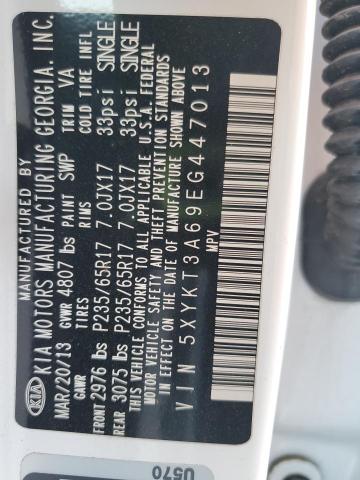 MANUFACTURED BY
KIA KIA MOTORS MANUFACTURING GEORGIA. INC.
MAR/20/13 GVWR 4807 lbs PAINT SWP TRIM VA
GAWR TIRES RIMS COLD TIRE INFL
FRONT 2976 lbs P235/65R17 7.0JX17 33psi SINGLE
REAR 3075 lbs P235/65R17 7.0JX17 33psi SINGLE
THIS VEHICLE CONFORMS TO ALL APPLICABLE U.S.A. FEDERAL
MOTOR VEHICLE SAFETY AND THEFT PREVENTION STANDARDS
IN EFFECT ON THE DATE OF MANUFACTURE SHOWN ABOVE
VIN 5XYKT3A69EG447013
MPV
U570